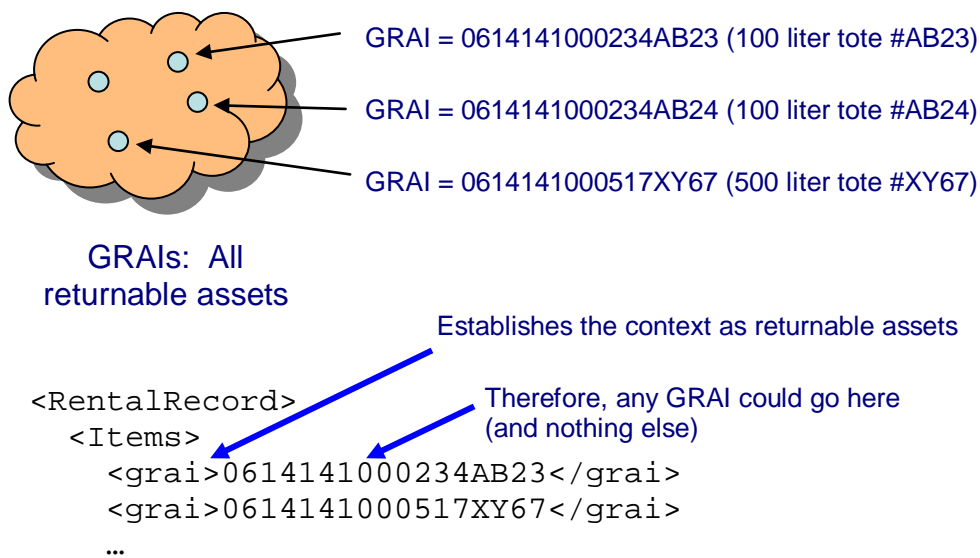 GRAI = 0614141000234AB23 (100 liter tote #AB23)
GRAI = 0614141000234AB24 (100 liter tote #AB24)
GRAI = 0614141000517XY67 (500 liter tote #XY67)
GRAIs:  All
returnable assets
Establishes the context as returnable assets
Therefore, any GRAI could go here
(and nothing else)
<RentalRecord>
  <Items>
    <grai>0614141000234AB23</grai>
    <grai>0614141000517XY67</grai>
    …